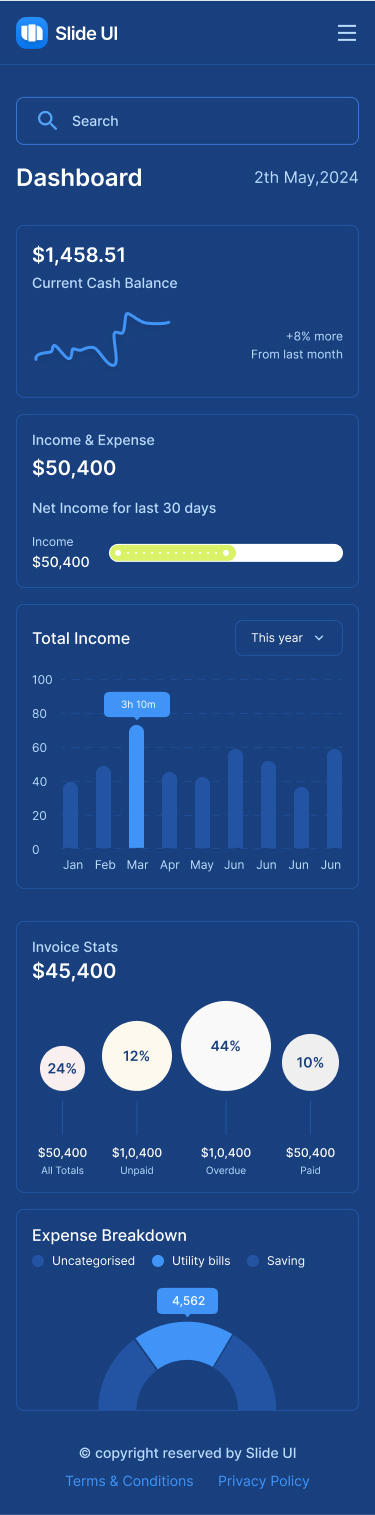 Slide UI
Search
Dashboard
2th May,2024
$1,458.51
Current Cash Balance
+8% more
From last month
Income & Expense
$50,400
Net Income for last 30 days
Income
$50,400
Total Income
This year
100
80
3h 10m
60
40
20
0
Jan Feb Mar Apr May Jun Jun Jun Jun
Invoice Stats
$45,400
24% 12% 44% 10%
$50,400 $1,0,400 $1,0,400 $50,400
All Totals Unpaid Overdue Paid
Expense Breakdown
Uncategorised Utility bills Saving
4,562
© copyright reserved by Slide UI
Terms & Conditions Privacy Policy